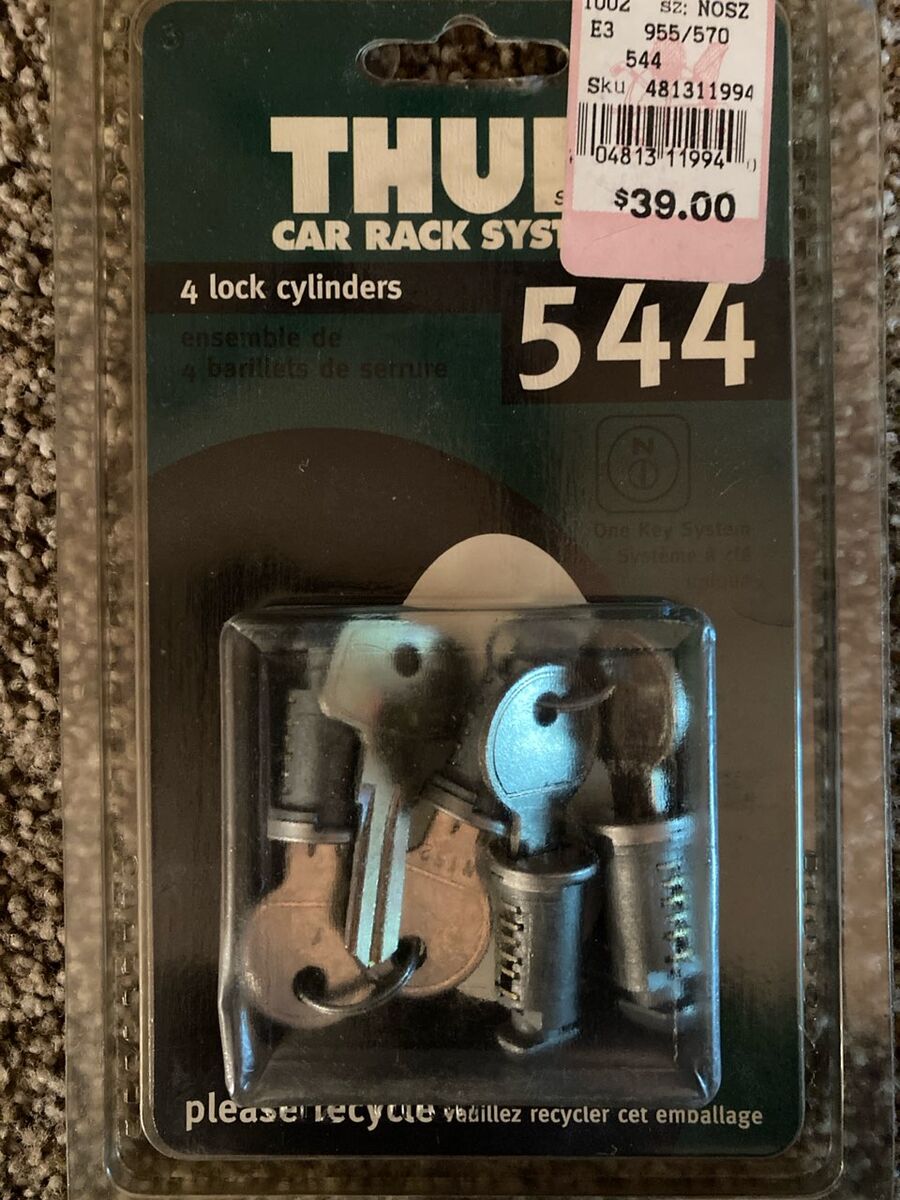 1002 sz: NOSZ
E3 955/570
544
Sku 481311994
04813 11994 0
$39.00
THU
CAR RACK SYST
4 lock cylinders
544
ensemble de
4 barillets de serrure
N
One Key System
Système à clé
please recycle veuillez recycler cet emballage